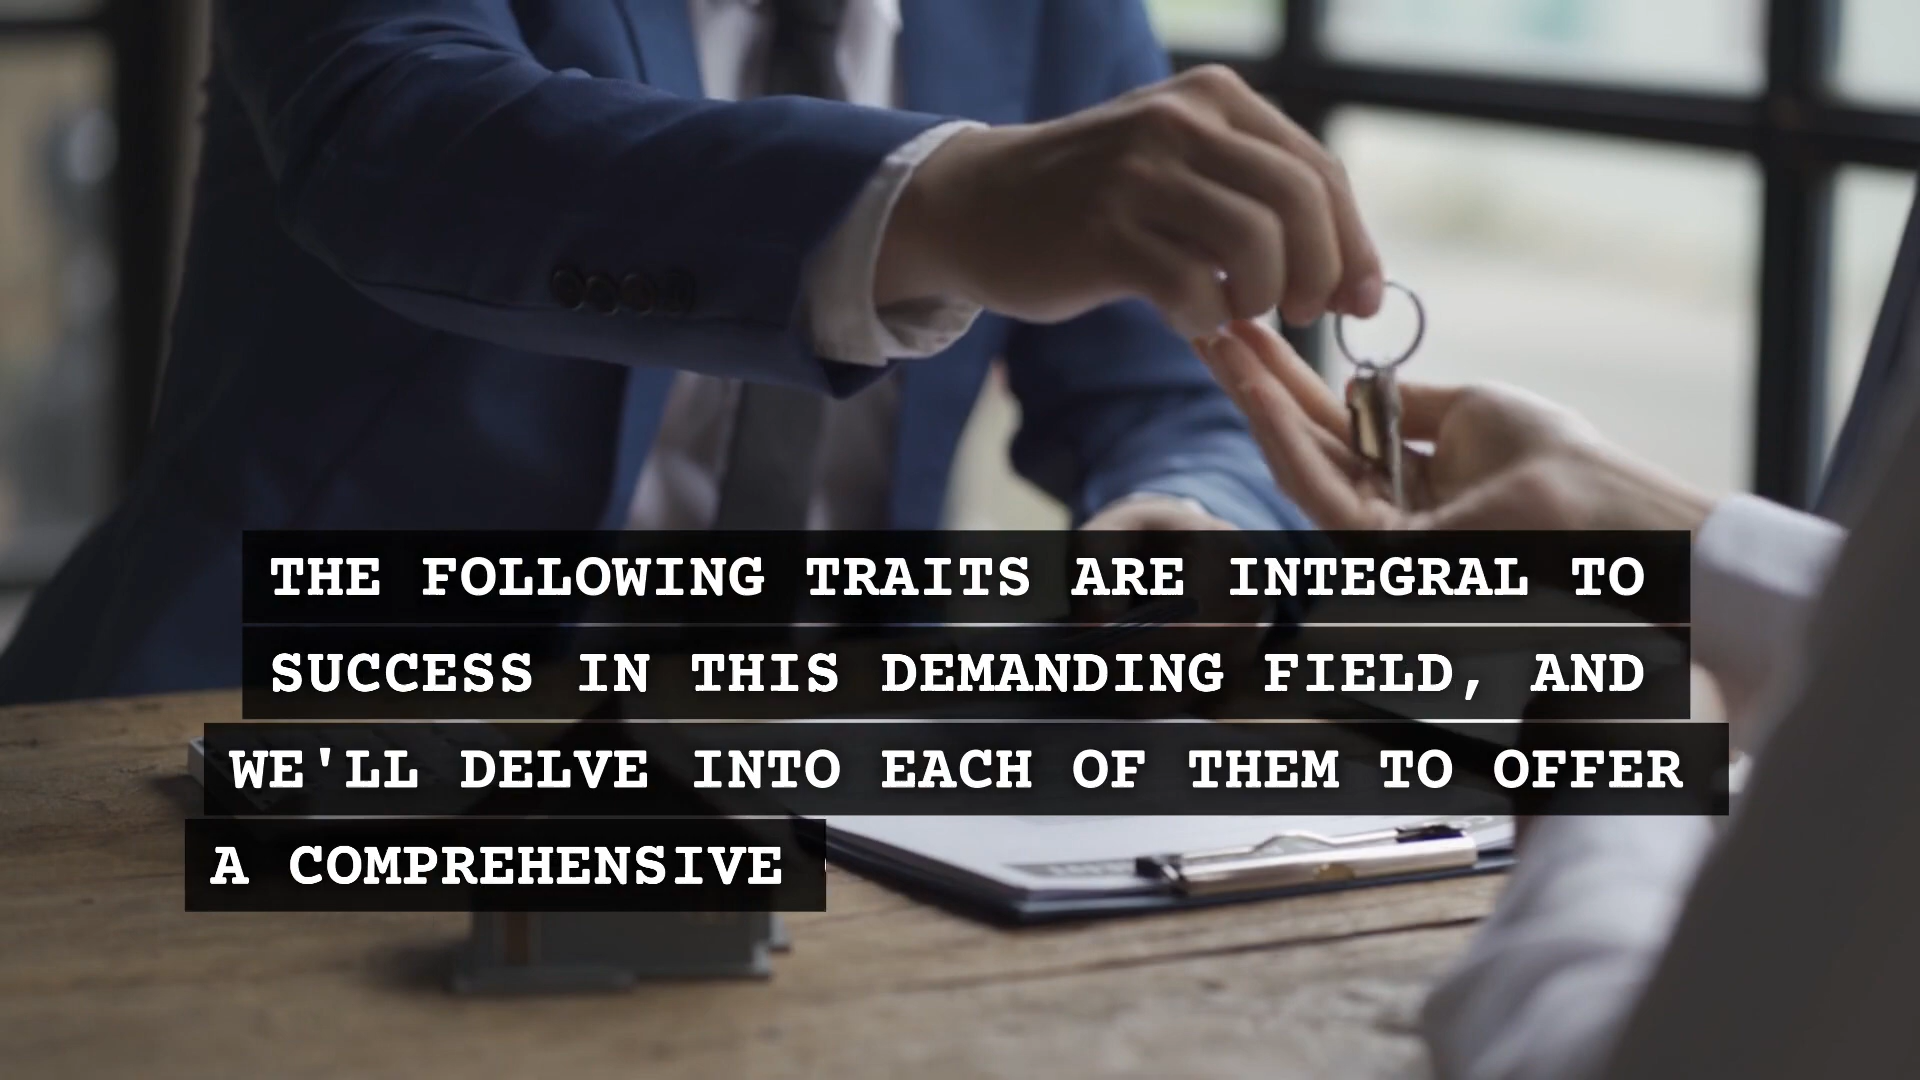 THE FOLLOWING TRAITS ARE INTEGRAL TO
SUCCESS IN THIS DEMANDING FIELD, AND
WE'LL DELVE INTO EACH OF THEM TO OFFER
A COMPREHENSIVE